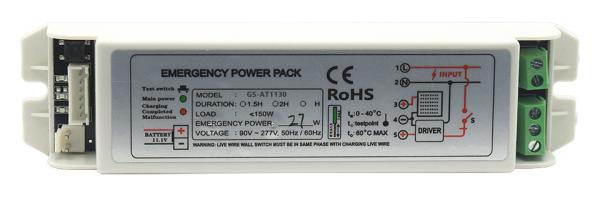 EMERGENCY POWER PACK
CE
RoHS
Test switch
Main power
Charging
Completed
Malfunction
BATTERY
11.1V
+
−
MODEL: GS-AT1130
DURATION: 1.5H 2H H
LOAD: <150W
EMERGENCY POWER: 27 W
VOLTAGE: 90V ~ 277V, 50Hz / 60Hz
ta: 0 - 40°C
tc: testpoint
tc: 60°C MAX
1 L
2 N
INPUT
3 +
4 −
5
DRIVER
S
WARNING: LIVE WIRE WALL SWITCH MUST BE IN SAME PHASE WITH CHARGING LIVE WIRE.